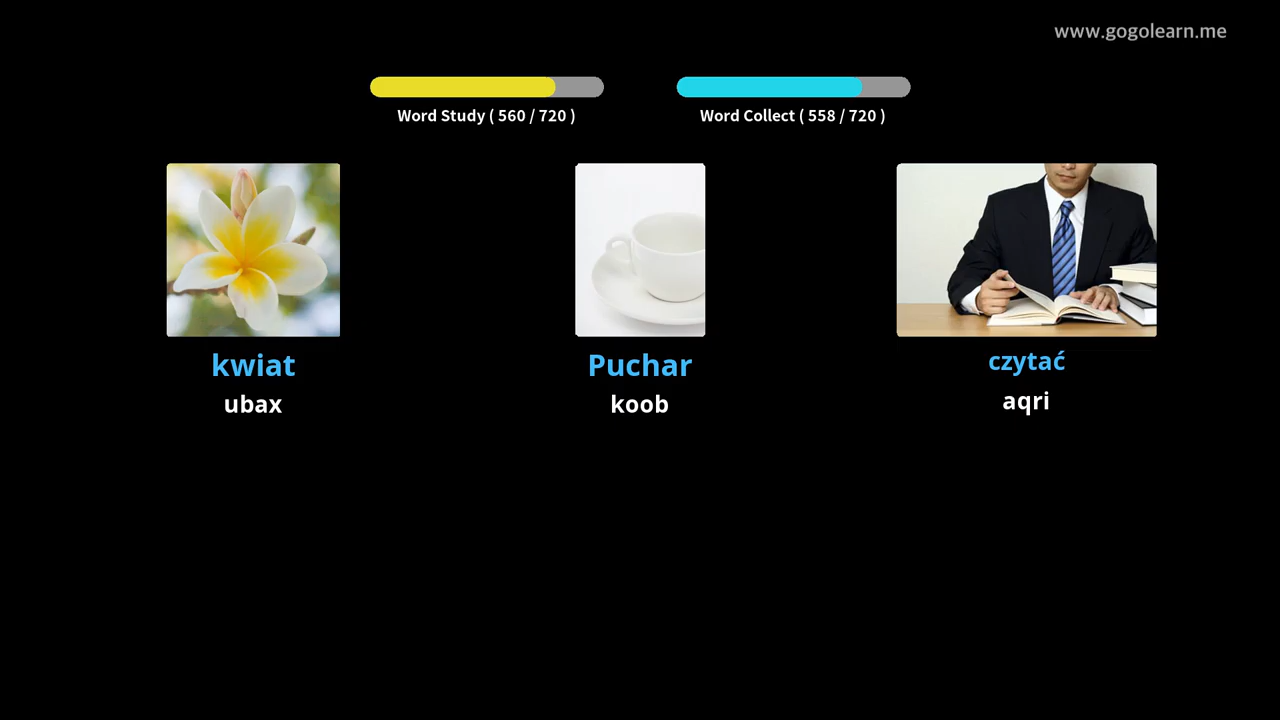 www.gogolearn.me
Word Study ( 560 / 720 )
Word Collect ( 558 / 720 )
kwiat
ubax
Puchar
koob
czytać
aqri